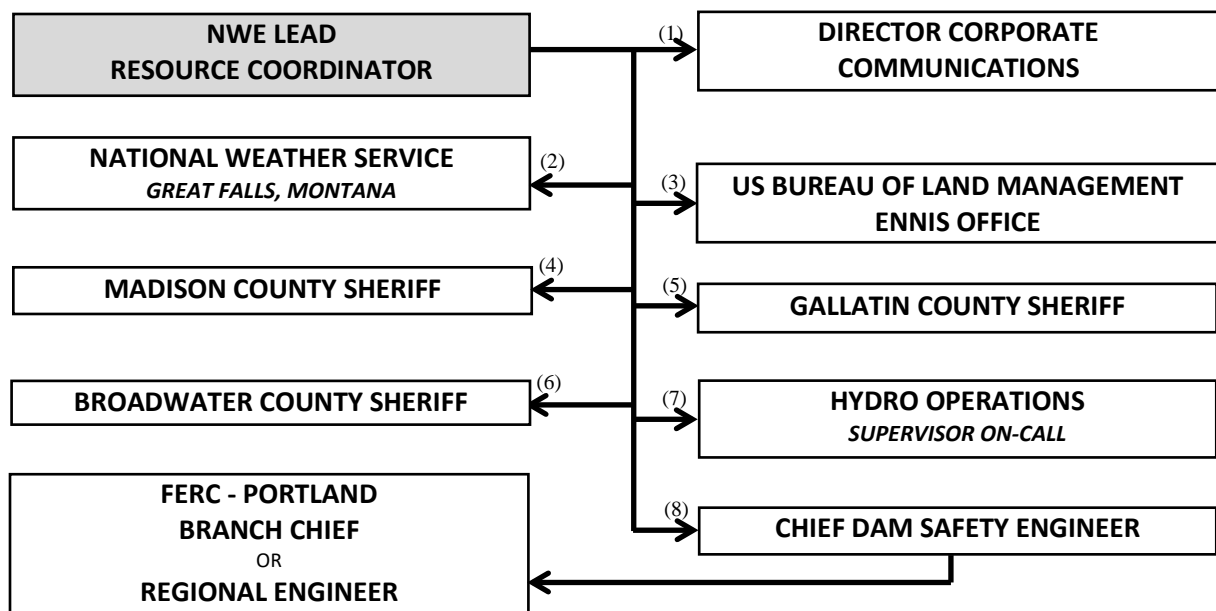 NWE LEAD
RESOURCE COORDINATOR
(1)
DIRECTOR CORPORATE
COMMUNICATIONS
(2)
NATIONAL WEATHER SERVICE
GREAT FALLS, MONTANA
(3)
US BUREAU OF LAND MANAGEMENT
ENNIS OFFICE
(4)
MADISON COUNTY SHERIFF
(5)
GALLATIN COUNTY SHERIFF
(6)
BROADWATER COUNTY SHERIFF
(7)
HYDRO OPERATIONS
SUPERVISOR ON-CALL
(8)
CHIEF DAM SAFETY ENGINEER
FERC - PORTLAND
BRANCH CHIEF
OR
REGIONAL ENGINEER